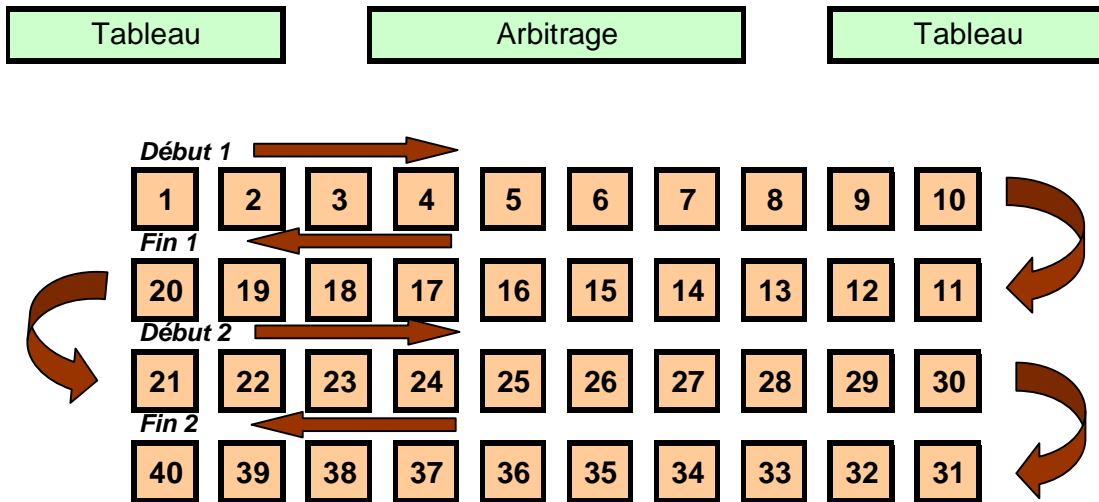 Tableau Arbitrage Tableau
Début 1
1 2 3 4 5 6 7 8 9 10
Fin 1
20 19 18 17 16 15 14 13 12 11
Début 2
21 22 23 24 25 26 27 28 29 30
Fin 2
40 39 38 37 36 35 34 33 32 31